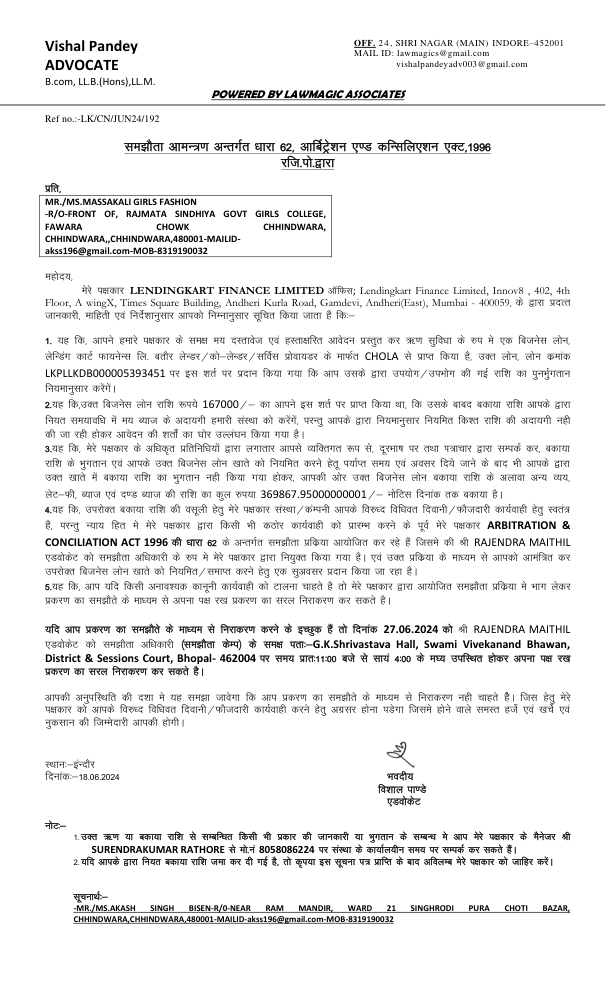 Vishal Pandey
ADVOCATE
B.com, LL.B.(Hons),LL.M.
OFF. 24, SHRI NAGAR (MAIN) INDORE–452001
MAIL ID: lawmagics@gmail.com
vishalpandeyadv003@gmail.com
POWERED BY LAWMAGIC ASSOCIATES
Ref no.:-LK/CN/JUN24/192
समझौता आमन्त्रण अन्तर्गत धारा 62, आर्बिट्रेशन एण्ड कन्सिलिएशन एक्ट,1996
रजि.पो.द्वारा
प्रति,
MR./MS.MASSAKALI GIRLS FASHION
-R/O-FRONT OF, RAJMATA SINDHIYA GOVT GIRLS COLLEGE,
FAWARA CHOWK CHHINDWARA,
CHHINDWARA,,CHHINDWARA,480001-MAILID-
akss196@gmail.com-MOB-8319190032
महोदय,
मेरे पक्षकार LENDINGKART FINANCE LIMITED ऑफिस; Lendingkart Finance Limited, Innov8 , 402, 4th
Floor, A wingX, Times Square Building, Andheri Kurla Road, Gamdevi, Andheri(East), Mumbai - 400059, के द्वारा प्रदत्त
जानकारी, माहिती एवं निर्देशानुसार आपको निम्नानुसार सूचित किया जाता हैं कि:–
1. यह कि, आपने हमारे पक्षकार के समक्ष मय दस्तावेज एवं हस्ताक्षरित आवेदन प्रस्तुत कर ऋण सुविधा के रुप मे एक बिजनेस लोन,
लेन्डिंग कार्ट फायनेन्स लि. बतौर लेन्डर/को–लेन्डर/सर्विस प्रोवायडर के मार्फत CHOLA से प्राप्त किया है, उक्त लोन, लोन क्रमांक
LKPLLKDB000005393451 पर इस शर्त पर प्रदान किया गया कि आप उसके द्वारा उपयोग/उपभोग की गई राशि का पुनर्मुगतान
नियमानुसार करेंगें।
2.यह कि,उक्त बिजनेस लोन राशि रूपये 167000/– का आपने इस शर्त पर प्राप्त किया था, कि उसके बाबद बकाया राशि आपके द्वारा
नियत समयावधि में मय ब्याज के अदायगी हमारी संस्था को करेंगें, परन्तु आपके द्वारा नियमानुसार नियमित किश्त राशि की अदायगी नही
की जा रही होकर आवेदन की शर्तों का घोर उल्लंघन किया गया है।
3.यह कि, मेरे पक्षकार के अधिकृत प्रतिनिधियों द्वारा लगातार आपसे व्यक्तिगत रूप से, दूरभाष पर तथा पत्राचार द्वारा सम्पर्क कर, बकाया
राशि के भुगतान एवं आपके उक्त बिजनेस लोन खाते को नियमित करने हेतू पर्याप्त समय एवं अवसर दिये जाने के बाद भी आपके द्वारा
उक्त खाते में बकाया राशि का भुगतान नही किया गया होकर, आपकी ओर उक्त बिजनेस लोन के बकाया राशि के अलावा अन्य व्यय,
लेट–फी, ब्याज एवं दण्ड ब्याज की राशि का कुल रुपया 369867.95000000001/– नोटिस दिनांक तक बकाया है।
4.यह कि, उपरोक्त बकाया राशि की वसूली हेतु मेरे पक्षकार संस्था/कंम्पनी आपके विरुध विधिवत दिवानी/फौजदारी कार्यवाही हेतु स्वतंत्र
हैं, परन्तु न्याय हित मे मेरे पक्षकार द्वारा किसी भी कठोर कार्यवाही को प्रारम्भ करने के पूर्व मेरे पक्षकार ARBITRATION &
CONCILIATION ACT 1996 की धारा 62 के अन्तर्गत समझौता प्रकिया आयोजित कर रहे हैं जिसमे की श्री RAJENDRA MAITHIL
एडवोकेट को समझौता अधिकारी के रुप मे मेरे पक्षकार द्वारा नियुक्त किया गया है। एवं उक्त प्रकिया के माध्यम से आपको आमंत्रित कर
उपरोक्त बिजनेस लोन खाते को नियमित/समाप्त करने हेतु एक सुअवसर प्रदान किया जा रहा है।
5.यह कि, आप यदि किसी अनावश्यक कानूनी कार्यवाही को टालना चाहते है तो मेरे पक्षकार द्वारा आयोजित समझौता प्रकिया मे भाग लेकर
प्रकरण का समझौते के माध्यम से अपना पक्ष रख प्रकरण का सरल निराकरण कर सकते है।
यदि आप प्रकरण का समझौते के माध्यम से निराकरण करने के इच्छुक हैं तो दिनांक 27.06.2024 को श्री RAJENDRA MAITHIL
एडवोकेट को समझौता अधिकारी (समझौता केम्प) के समक्ष पता:–G.K.Shrivastava Hall, Swami Vivekanand Bhawan,
District & Sessions Court, Bhopal- 462004 पर समय प्रात:11:00 बजे से सायं 4:00 के मघ्य उपस्थित होकर अपना पक्ष रख
प्रकरण का सरल निराकरण कर सकते है।
आपकी अनुपस्थिति की दशा मे यह समझा जावेगा कि आप प्रकरण का समझौते के माध्यम से निराकरण नही चाहते हैै। जिस हेतु मेरे
पक्षकार को आपके विरुध्द विधिवत दिवानी/फौजदारी कार्यवाही करने हेतु अग्रसर होना पडेगा जिसमे होने वाले समस्त हर्जे एवं खर्चे एवं
नुकसान की जिम्मेदारी आपकी होगी।
स्थान:–इंन्दौर
दिनांक:–18.06.2024
भवदीय
विशाल पाण्डे
एडवोकेट
नोट:–
1.उक्त ऋण या बकाया राशि से सम्बन्धित किसी भी प्रकार की जानकारी या भुगतान के सम्बन्ध मे आप मेरे पक्षकार के मैनेजर श्री
SURENDRAKUMAR RATHORE से मो.नं 8058086224 पर संस्था के कार्यालयीन समय पर सम्पर्क कर सकते हैं।
2.यदि आपके द्वारा नियत बकाया राशि जमा कर दी गई है, तो कृपया इस सूचना पत्र प्राप्ति के बाद अविलम्ब मेरे पक्षकार को जाहिर करें।
सूचनार्थ:–
-MR./MS.AKASH SINGH BISEN-R/0-NEAR RAM MANDIR, WARD 21 SINGHRODI PURA CHOTI BAZAR,
CHHINDWARA,CHHINDWARA,480001-MAILID-akss196@gmail.com-MOB-8319190032